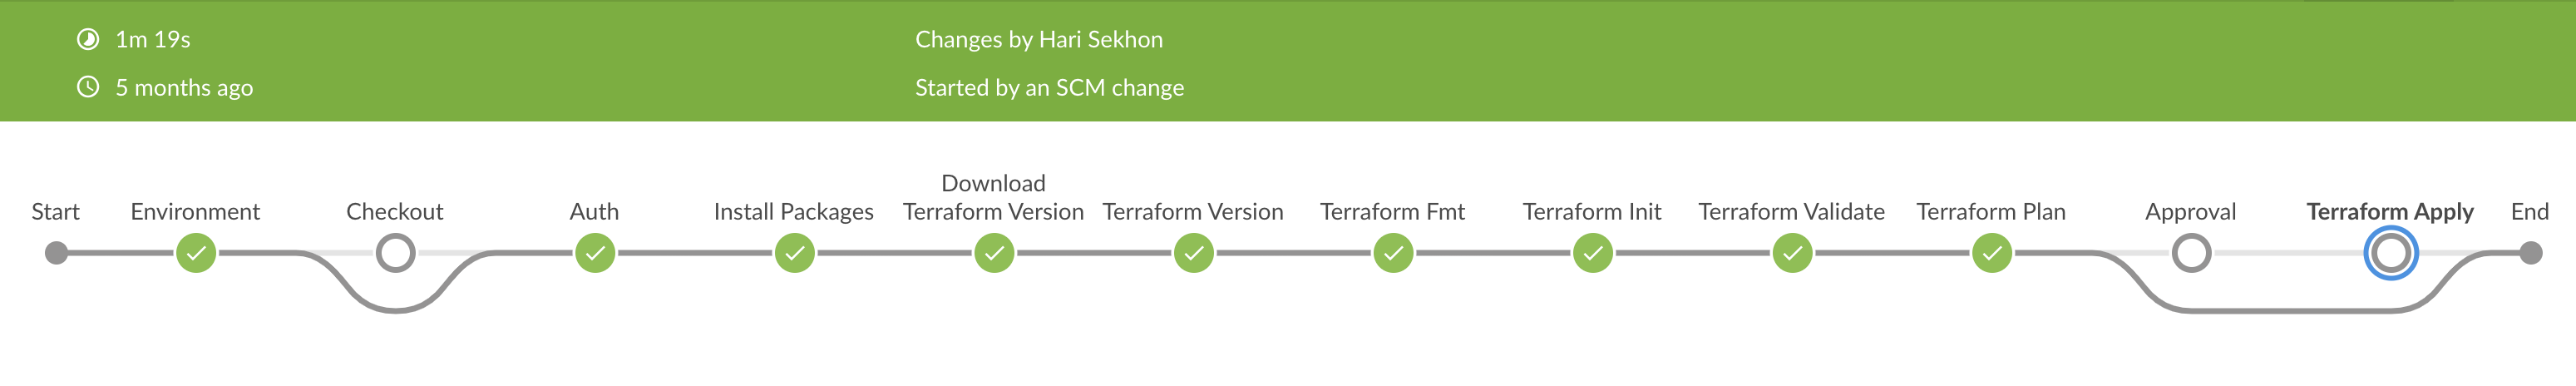 1m 19s
Changes by Hari Sekhon
5 months ago
Started by an SCM change
Start
Environment
Checkout
Auth
Install Packages
Download
Terraform Version
Terraform Version
Terraform Fmt
Terraform Init
Terraform Validate
Terraform Plan
Approval
Terraform Apply
End